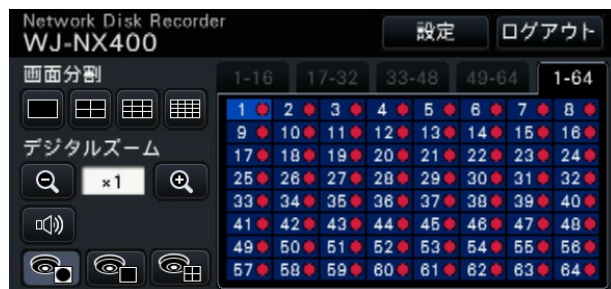 Network Disk Recorder
WJ-NX400
設定
ログアウト
画面分割
1-16 17-32 33-48 49-64 1-64
1 2 3 4 5 6 7 8
9 10 11 12 13 14 15 16
デジタルズーム
17 18 19 20 21 22 23 24
×1
25 26 27 28 29 30 31 32
33 34 35 36 37 38 39 40
41 42 43 44 45 46 47 48
49 50 51 52 53 54 55 56
57 58 59 60 61 62 63 64